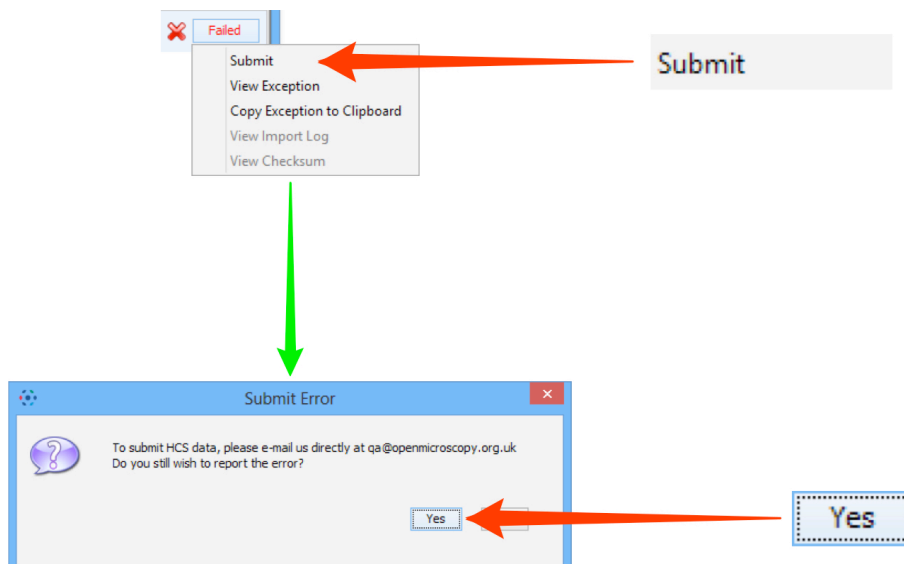 Failed
Submit
Submit
View Exception
Copy Exception to Clipboard
View Import Log
View Checksum
Submit Error
To submit HCS data, please e-mail us directly at qa@openmicroscopy.org.uk
Do you still wish to report the error?
Yes
Yes